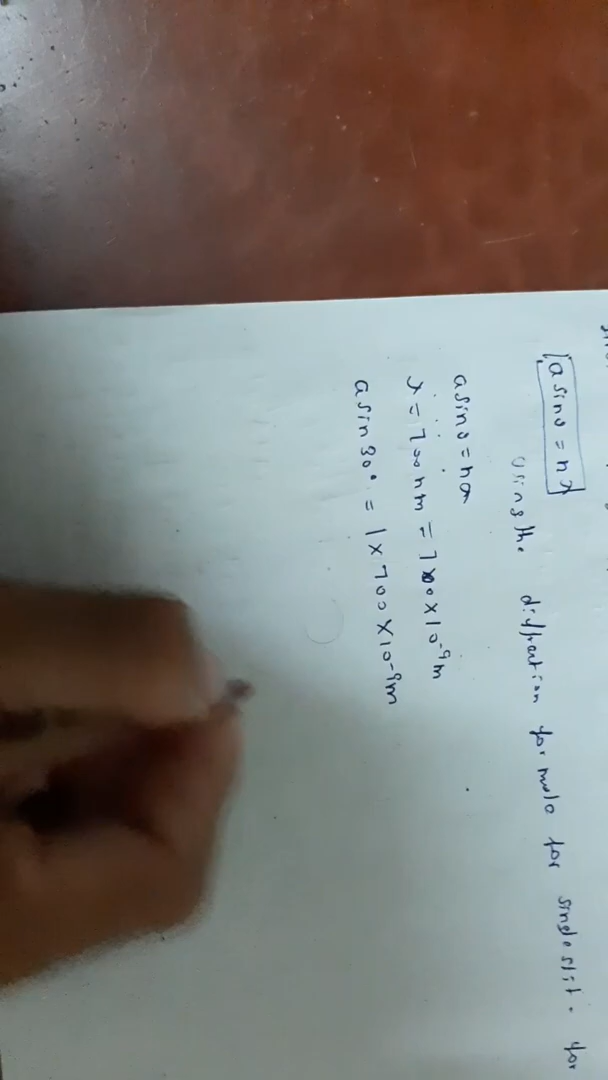 a sinθ = nλ
using the diffraction formula for single slit. for
a sinθ = nλ
λ = 700 nm = 700 x 10⁻⁹ m
a sin 30° = 1 x 700 x 10⁻⁹ m